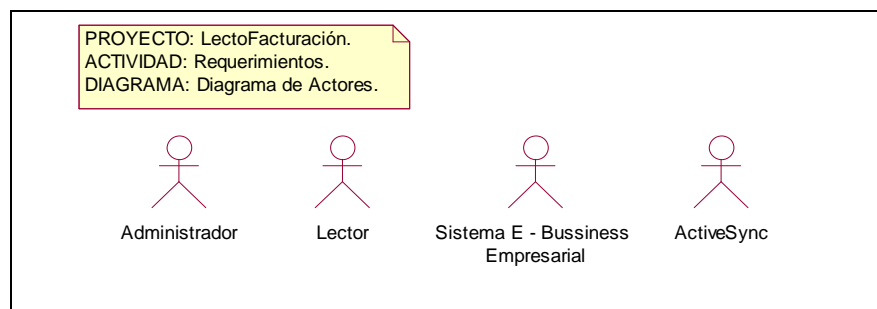 PROYECTO: LectoFacturación.
ACTIVIDAD: Requerimientos.
DIAGRAMA: Diagrama de Actores.
Administrador
Lector
Sistema E - Bussiness
Empresarial
ActiveSync